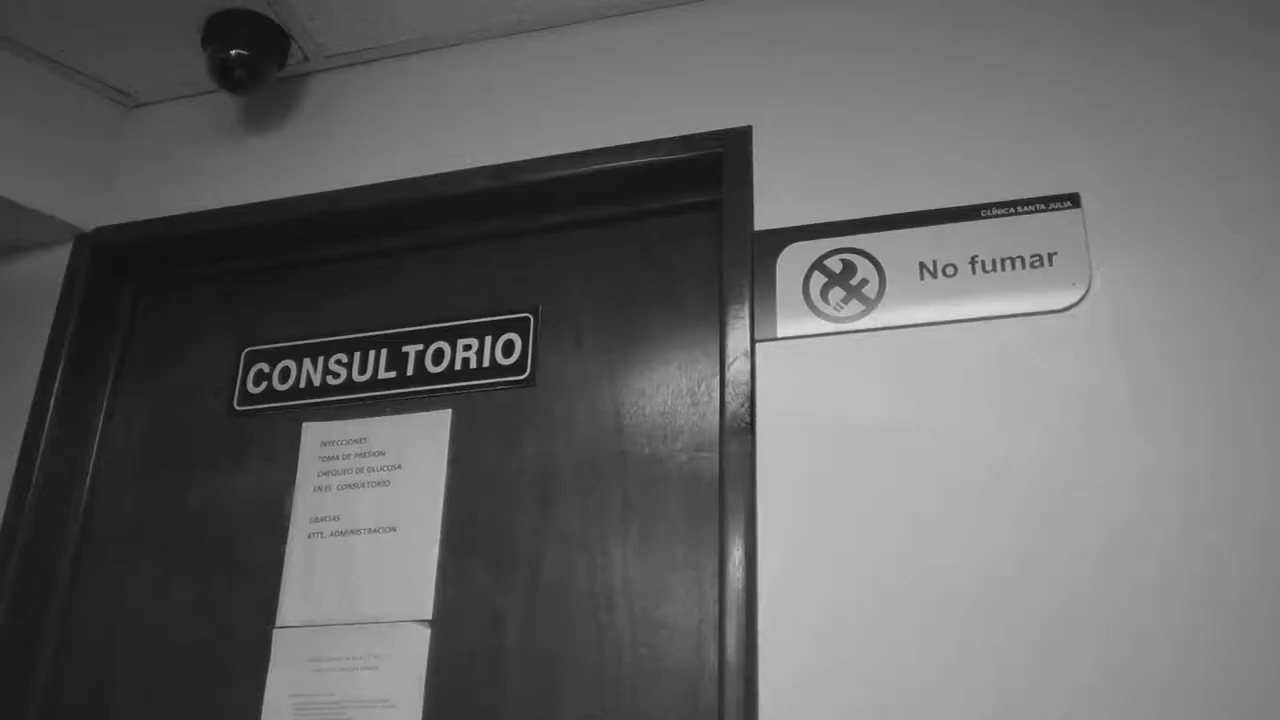 CLÍNICA SANTA JULIA
No fumar
CONSULTORIO
INYECCIONES
TOMA DE PRESION
CHEQUEO DE GLUCOSA
EN EL CONSULTORIO
GRACIAS
ATTE. ADMINISTRACION